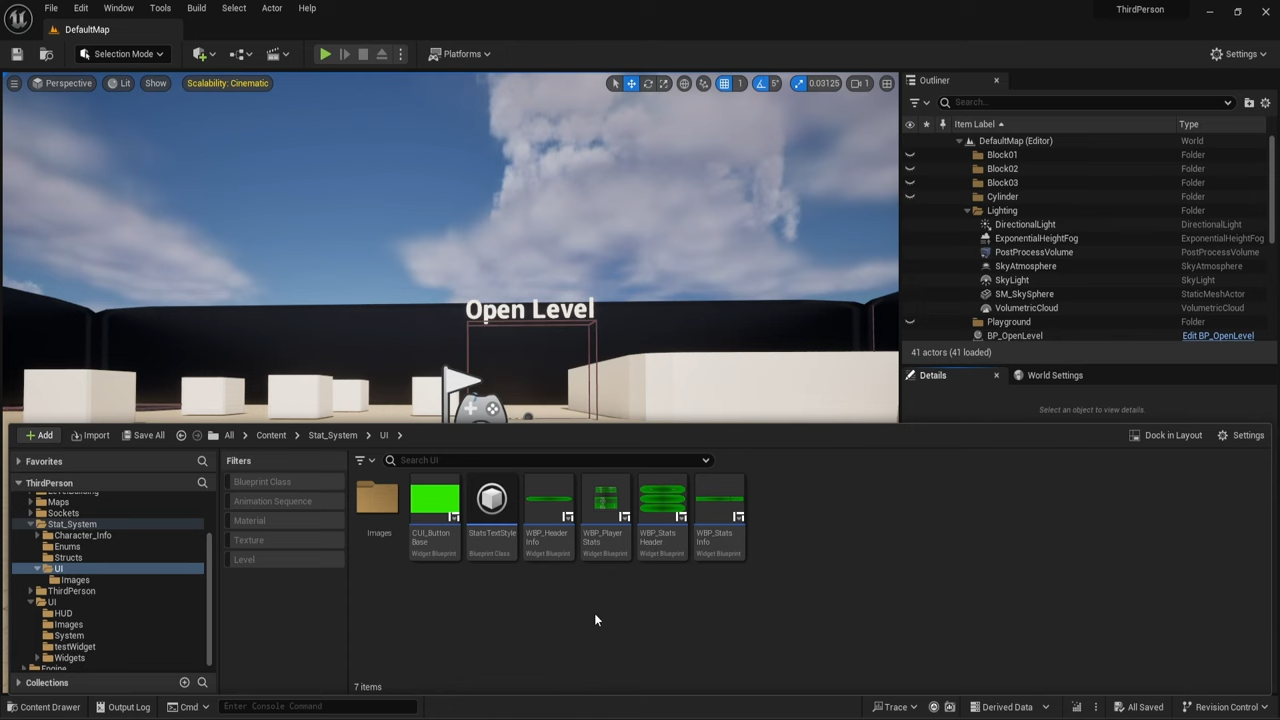 File Edit Window Tools Build Select Actor Help
ThirdPerson
DefaultMap
Selection Mode
Platforms
Settings
Perspective Lit Show Scalability: Cinematic
1 5° 0.03125 1
Outliner
Search...
Item Label Type
DefaultMap (Editor) World
Block01 Folder
Block02 Folder
Block03 Folder
Cylinder Folder
Lighting Folder
DirectionalLight DirectionalLight
ExponentialHeightFog ExponentialHeightFog
PostProcessVolume PostProcessVolume
SkyAtmosphere SkyAtmosphere
SkyLight SkyLight
SM_SkySphere StaticMeshActor
VolumetricCloud VolumetricCloud
Playground Folder
BP_OpenLevel Edit BP_OpenLevel
41 actors (41 loaded)
Details World Settings
Select an object to view details.
Open Level
Add Import Save All All Content Stat_System UI
Dock in Layout Settings
Favorites
ThirdPerson
Maps
Sockets
Stat_System
Character_Info
Enums
Structs
UI
Images
ThirdPerson
UI
HUD
Images
System
testWidget
Widgets
Engine
Collections
Filters
Blueprint Class
Animation Sequence
Material
Texture
Level
Search UI
Images
CUI_Button
Base
Widget Blueprint
StatsTextStyle
Blueprint Class
WBP_Header
Info
Widget Blueprint
WBP_Player
Stats
Widget Blueprint
WBP_Stats
Header
Widget Blueprint
WBP_Stats
Info
Widget Blueprint
7 items
Content Drawer Output Log Cmd Enter Console Command
Trace Derived Data All Saved Revision Control